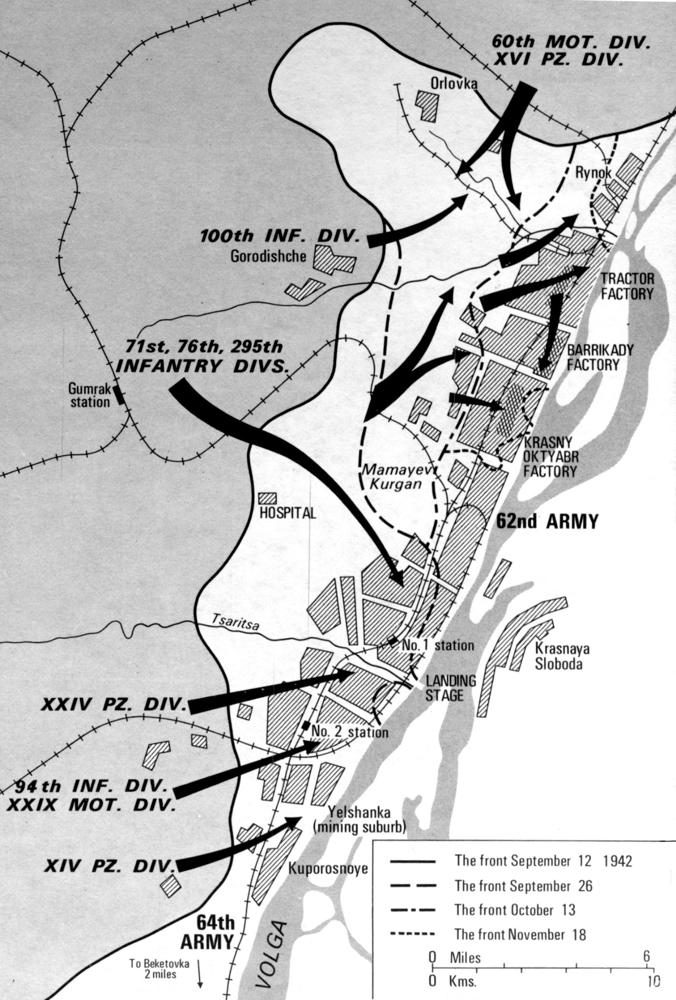 60th MOT. DIV.
XVI PZ. DIV.
Orlovka
Rynok
100th INF. DIV.
Gorodishche
TRACTOR
FACTORY
71st, 76th, 295th
INFANTRY DIVS.
BARRIKADY
FACTORY
Gumrak
station
KRASNY
OKTYABR
FACTORY
Mamayev
Kurgan
HOSPITAL
62nd ARMY
Tsaritsa
No. 1 station
Krasnaya
Sloboda
LANDING
STAGE
XXIV PZ. DIV.
No. 2 station
94th INF. DIV.
XXIX MOT. DIV.
Yelshanka
(mining suburb)
XIV PZ. DIV.
Kuporosnoye
64th
ARMY
To Beketovka
2 miles
VOLGA
The front September 12 1942
The front September 26
The front October 13
The front November 18
0 Miles 6
0 Kms. 10